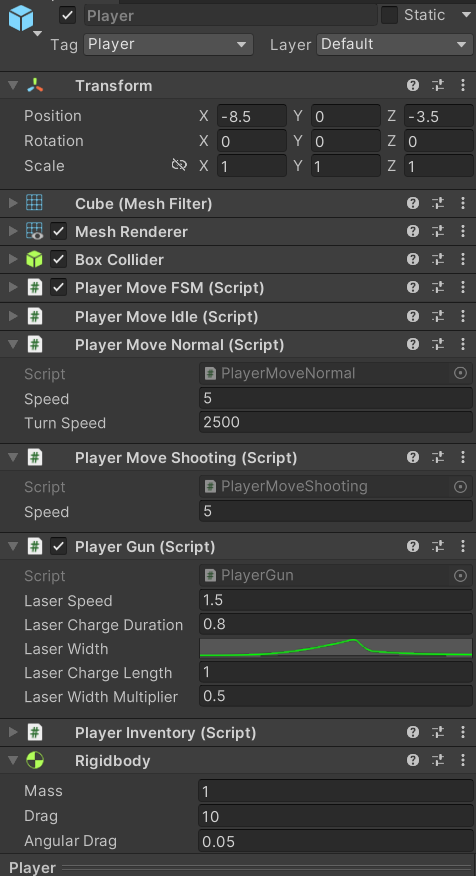 Player Static
Tag Player Layer Default
Transform
Position X -8.5 Y 0 Z -3.5
Rotation X 0 Y 0 Z 0
Scale X 1 Y 1 Z 1
Cube (Mesh Filter)
Mesh Renderer
Box Collider
# Player Move FSM (Script)
# Player Move Idle (Script)
# Player Move Normal (Script)
Script # PlayerMoveNormal
Speed 5
Turn Speed 2500
# Player Move Shooting (Script)
Script # PlayerMoveShooting
Speed 5
# Player Gun (Script)
Script # PlayerGun
Laser Speed 1.5
Laser Charge Duration 0.8
Laser Width
Laser Charge Length 1
Laser Width Multiplier 0.5
# Player Inventory (Script)
Rigidbody
Mass 1
Drag 10
Angular Drag 0.05
Player